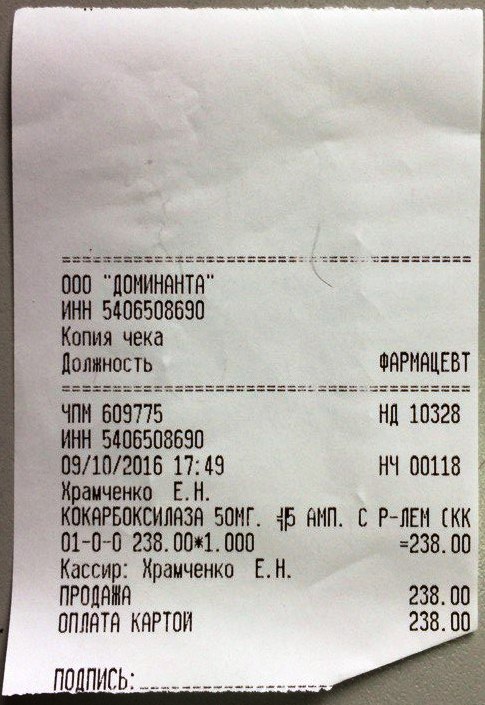 ООО "ДОМИНАНТА"
ИНН 5406508690
Копия чека
Должность ФАРМАЦЕВТ
ЧПМ 609775 НД 10328
ИНН 5406508690
09/10/2016 17:49 НЧ 00118
Храмченко Е.Н.
КОКАРБОКСИЛАЗА 50МГ. #5 АМП. С Р-ЛЕМ (КК
01-0-0 238.00*1.000 =238.00
Кассир: Храмченко Е.Н.
ПРОДАЖА 238.00
ОПЛАТА КАРТОЙ 238.00
ПОДПИСЬ: